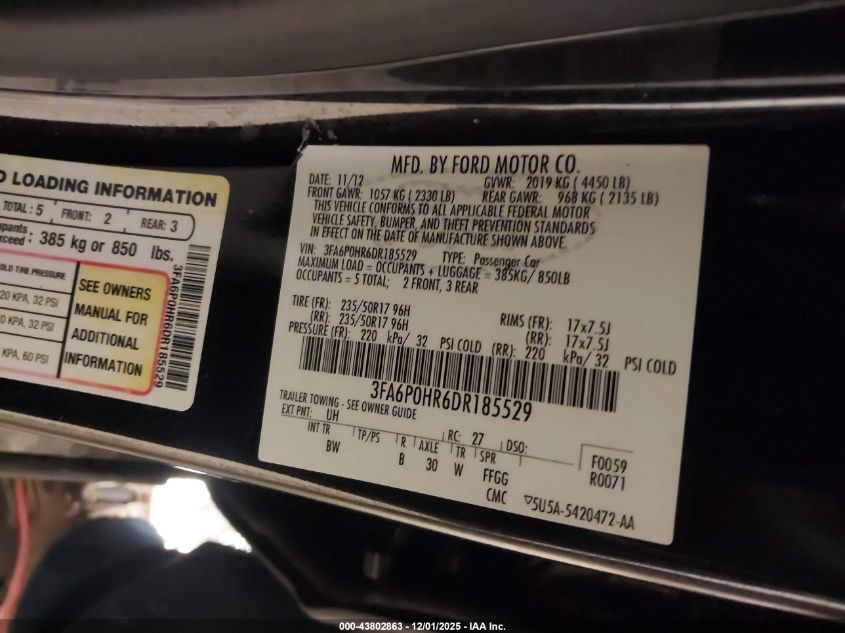 D LOADING INFORMATION
TOTAL: 5 FRONT: 2 REAR: 3
pants
xceed: 385 kg or 850 lbs.
OLD TIRE PRESSURE
20 KPA, 32 PSI
20 KPA, 32 PSI
KPA, 60 PSI
SEE OWNERS
MANUAL FOR
ADDITIONAL
INFORMATION
3FA6P0HR6DR185529
MFD. BY FORD MOTOR CO.
DATE: 11/12 GVWR: 2019 KG ( 4450 LB)
FRONT GAWR: 1057 KG ( 2330 LB) REAR GAWR: 968 KG ( 2135 LB)
THIS VEHICLE CONFORMS TO ALL APPLICABLE FEDERAL MOTOR
VEHICLE SAFETY, BUMPER, AND THEFT PREVENTION STANDARDS
IN EFFECT ON THE DATE OF MANUFACTURE SHOWN ABOVE.
VIN: 3FA6P0HR6DR185529 TYPE: Passenger Car
MAXIMUM LOAD = OCCUPANTS + LUGGAGE = 385KG/ 850LB
OCCUPANTS = 5 TOTAL; 2 FRONT, 3 REAR
TIRE (FR): 235/50R17 96H RIMS (FR): 17x7.5J
(RR): 235/50R17 96H (RR): 17x7.5J
PRESSURE (FR): 220 kPa/ 32 PSI COLD (RR): 220 kPa/ 32 PSI COLD
3FA6P0HR6DR185529
TRAILER TOWING - SEE OWNER GUIDE
EXT PNT: UH RC: 27 DSO: F0059
INT TR TP/PS R AXLE TR SPR R0071
BW B 30 W FFGG
CMC ▽5U5A-5420472-AA
000-43802863 - 12/01/2025 - IAA Inc.